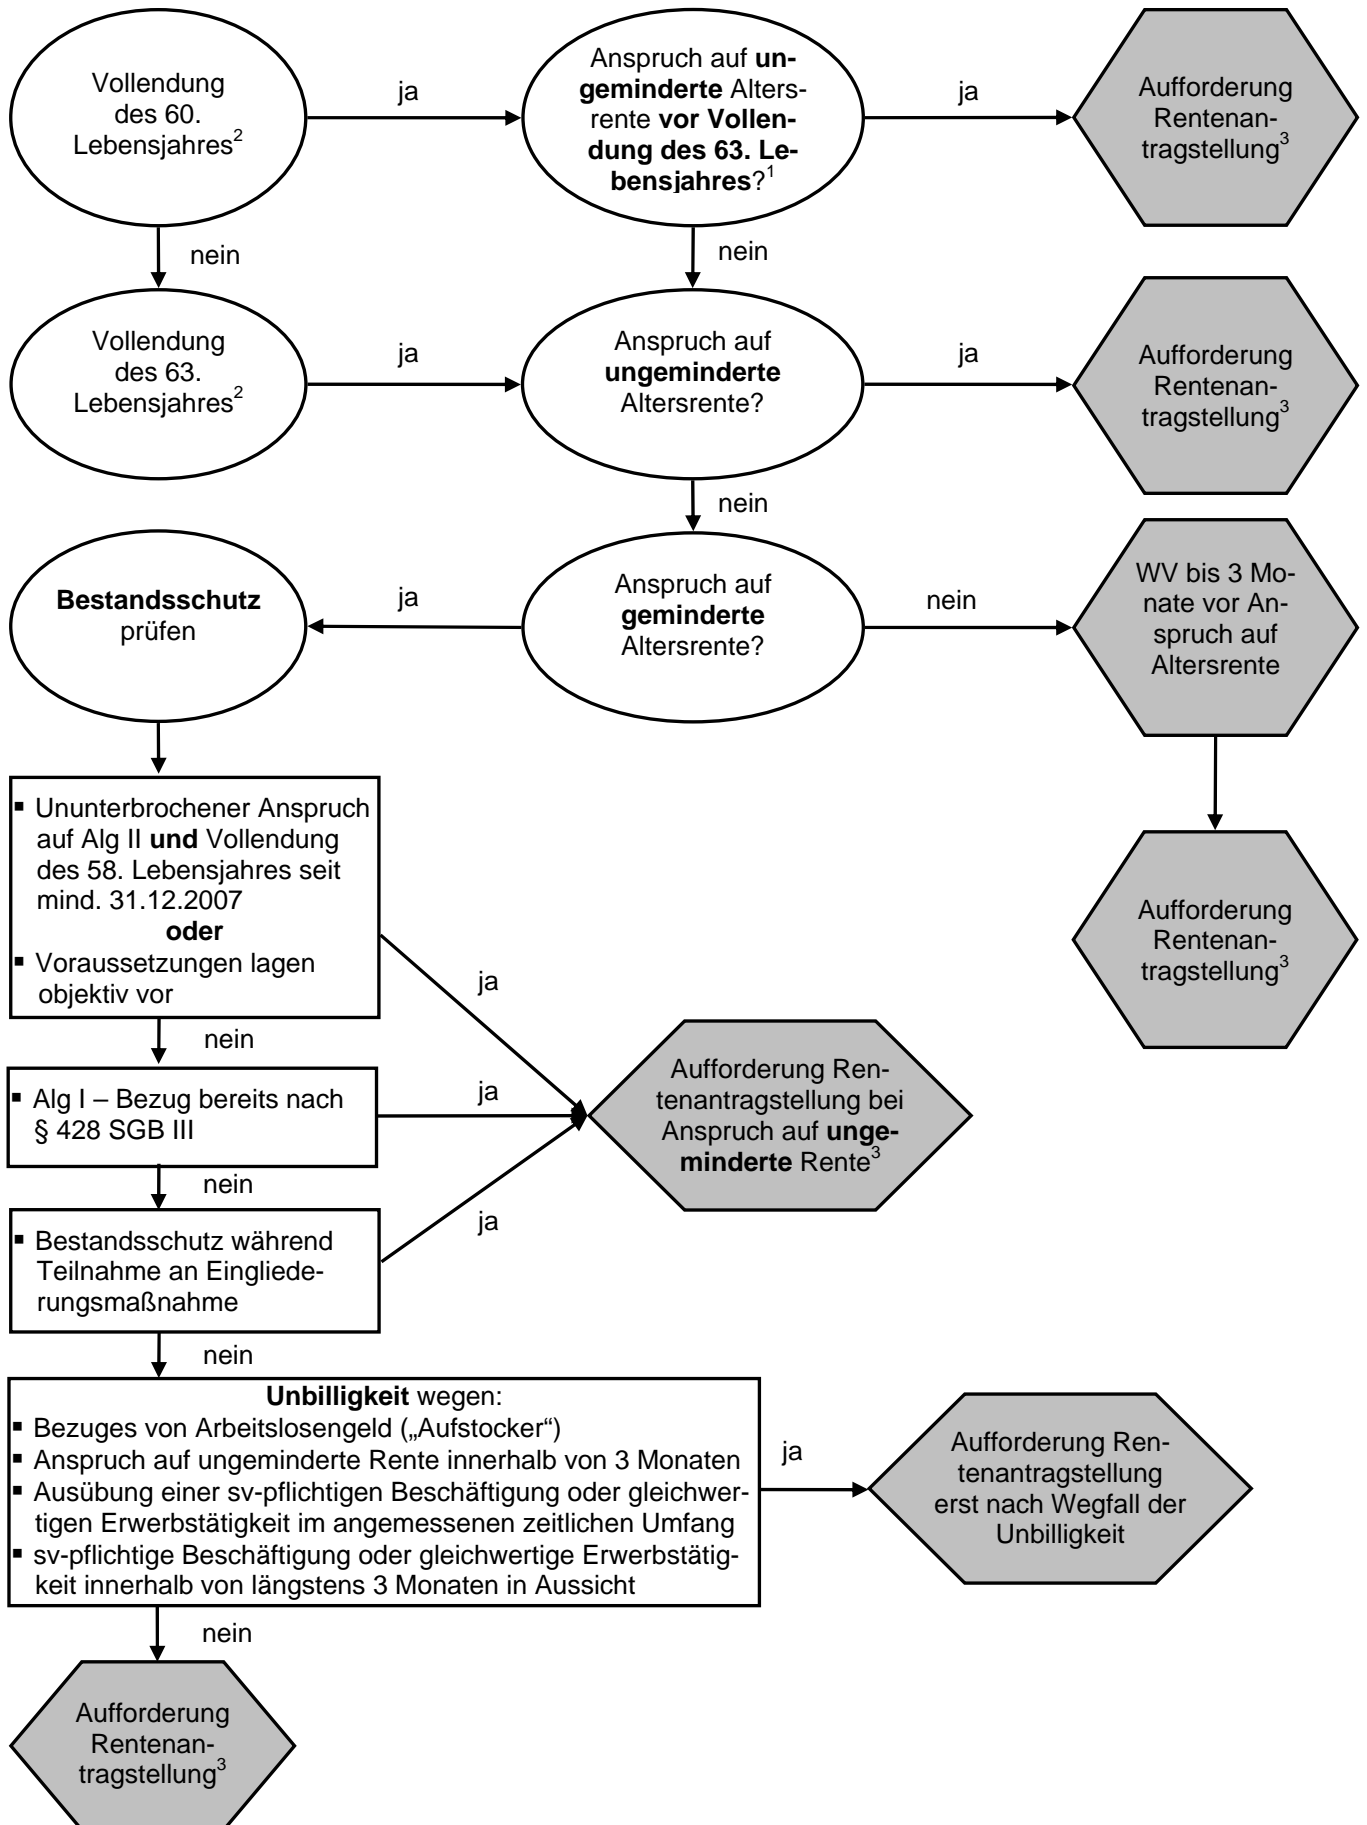 Vollendung
des 60.
Lebensjahres²
ja
Anspruch auf un-
geminderte Alters-
rente vor Vollen-
dung des 63. Le-
bensjahres?¹
ja
Aufforderung
Rentenan-
tragstellung³
nein
nein
Vollendung
des 63.
Lebensjahres²
ja
Anspruch auf
ungeminderte
Altersrente?
ja
Aufforderung
Rentenan-
tragstellung³
nein
Bestandsschutz
prüfen
ja
Anspruch auf
geminderte
Altersrente?
nein
WV bis 3 Mo-
nate vor An-
spruch auf
Altersrente
▪ Ununterbrochener Anspruch
auf Alg II und Vollendung
des 58. Lebensjahres seit
mind. 31.12.2007
oder
▪ Voraussetzungen lagen
objektiv vor
ja
Aufforderung
Rentenan-
tragstellung³
nein
▪ Alg I – Bezug bereits nach
§ 428 SGB III
ja
Aufforderung Ren-
tenantragstellung bei
Anspruch auf unge-
minderte Rente³
nein
▪ Bestandsschutz während
Teilnahme an Eingliede-
rungsmaßnahme
ja
nein
Unbilligkeit wegen:
▪ Bezuges von Arbeitslosengeld („Aufstocker“)
▪ Anspruch auf ungeminderte Rente innerhalb von 3 Monaten
▪ Ausübung einer sv-pflichtigen Beschäftigung oder gleichwer-
tigen Erwerbstätigkeit im angemessenen zeitlichen Umfang
▪ sv-pflichtige Beschäftigung oder gleichwertige Erwerbstätig-
keit innerhalb von längstens 3 Monaten in Aussicht
ja
Aufforderung Ren-
tenantragstellung
erst nach Wegfall der
Unbilligkeit
nein
Aufforderung
Rentenan-
tragstellung³